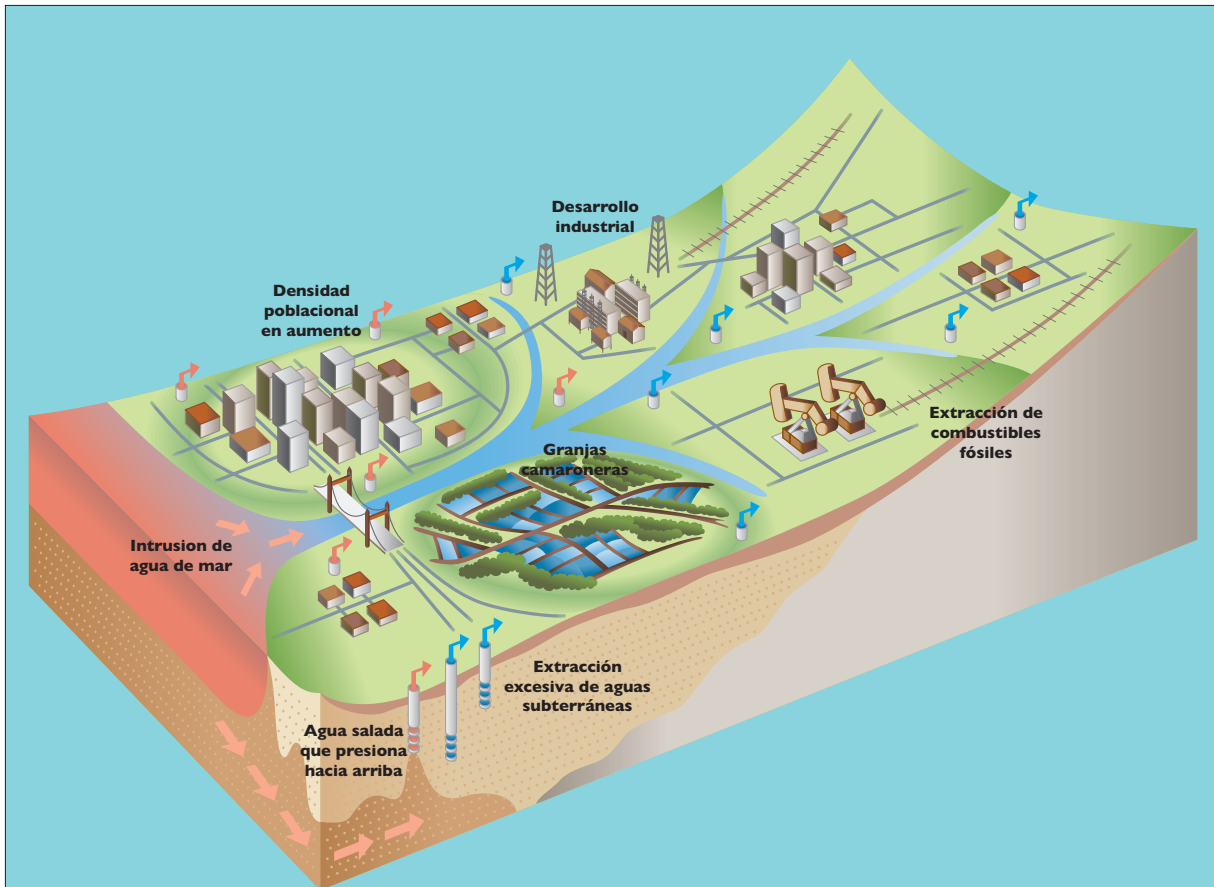 Desarrollo
industrial
Densidad
poblacional
en aumento
Extracción de
combustibles
fósiles
Granjas
camaroneras
Intrusion de
agua de mar
Extracción
excesiva de aguas
subterráneas
Agua salada
que presiona
hacia arriba